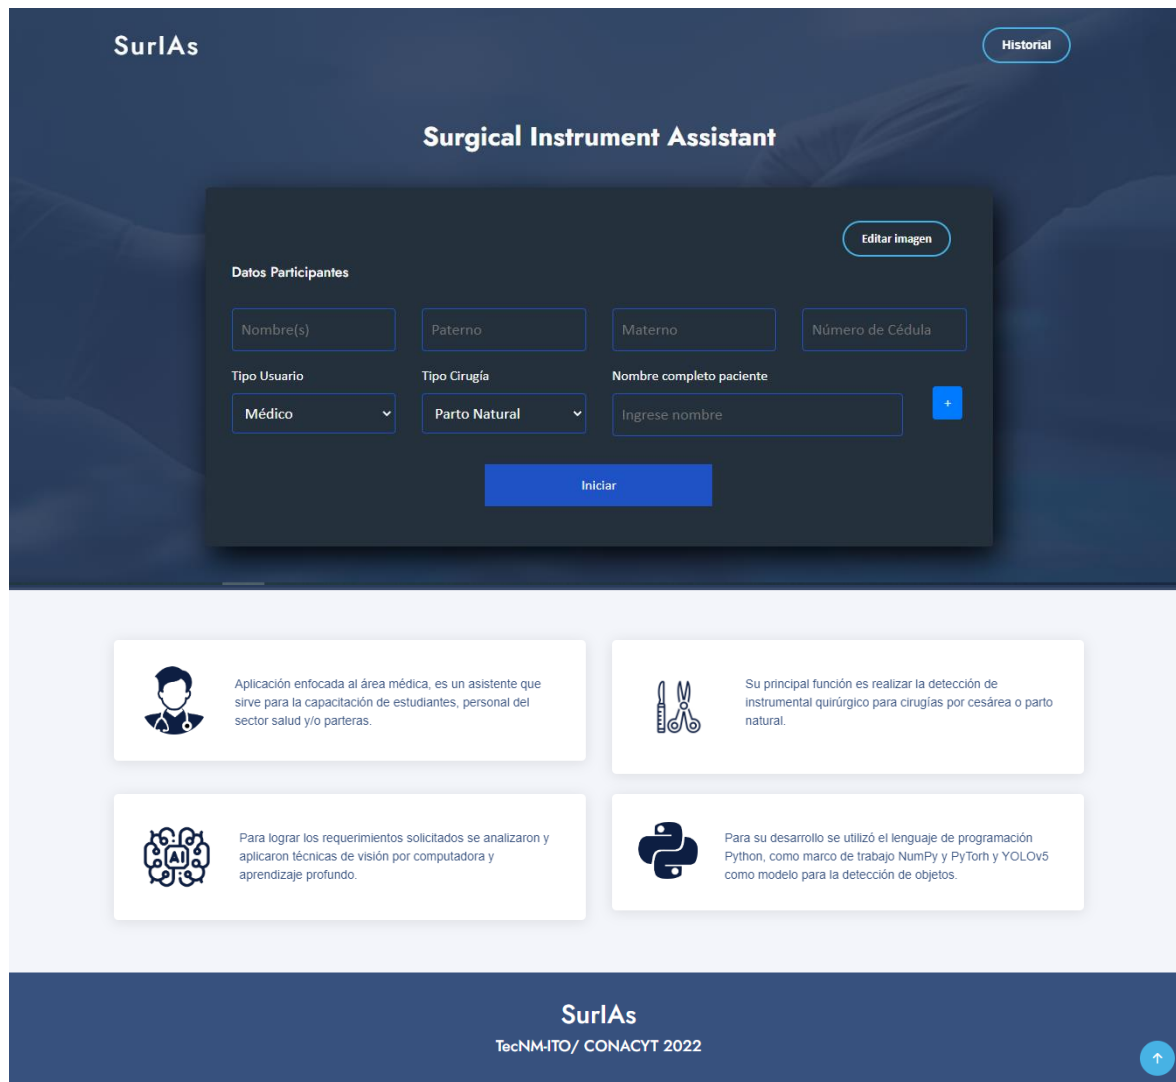 SurIAs
Historial
Surgical Instrument Assistant
Editar imagen
Datos Participantes
Nombre(s)
Paterno
Materno
Número de Cédula
Tipo Usuario
Tipo Cirugía
Nombre completo paciente
Médico
Parto Natural
Ingrese nombre
+
Iniciar
Aplicación enfocada al área médica, es un asistente que
sirve para la capacitación de estudiantes, personal del
sector salud y/o parteras.
Su principal función es realizar la detección de
instrumental quirúrgico para cirugías por cesárea o parto
natural.
AI
Para lograr los requerimientos solicitados se analizaron y
aplicaron técnicas de visión por computadora y
aprendizaje profundo.
Para su desarrollo se utilizó el lenguaje de programación
Python, como marco de trabajo NumPy y PyTorh y YOLOv5
como modelo para la detección de objetos.
SurIAs
TecNM-ITO/ CONACYT 2022